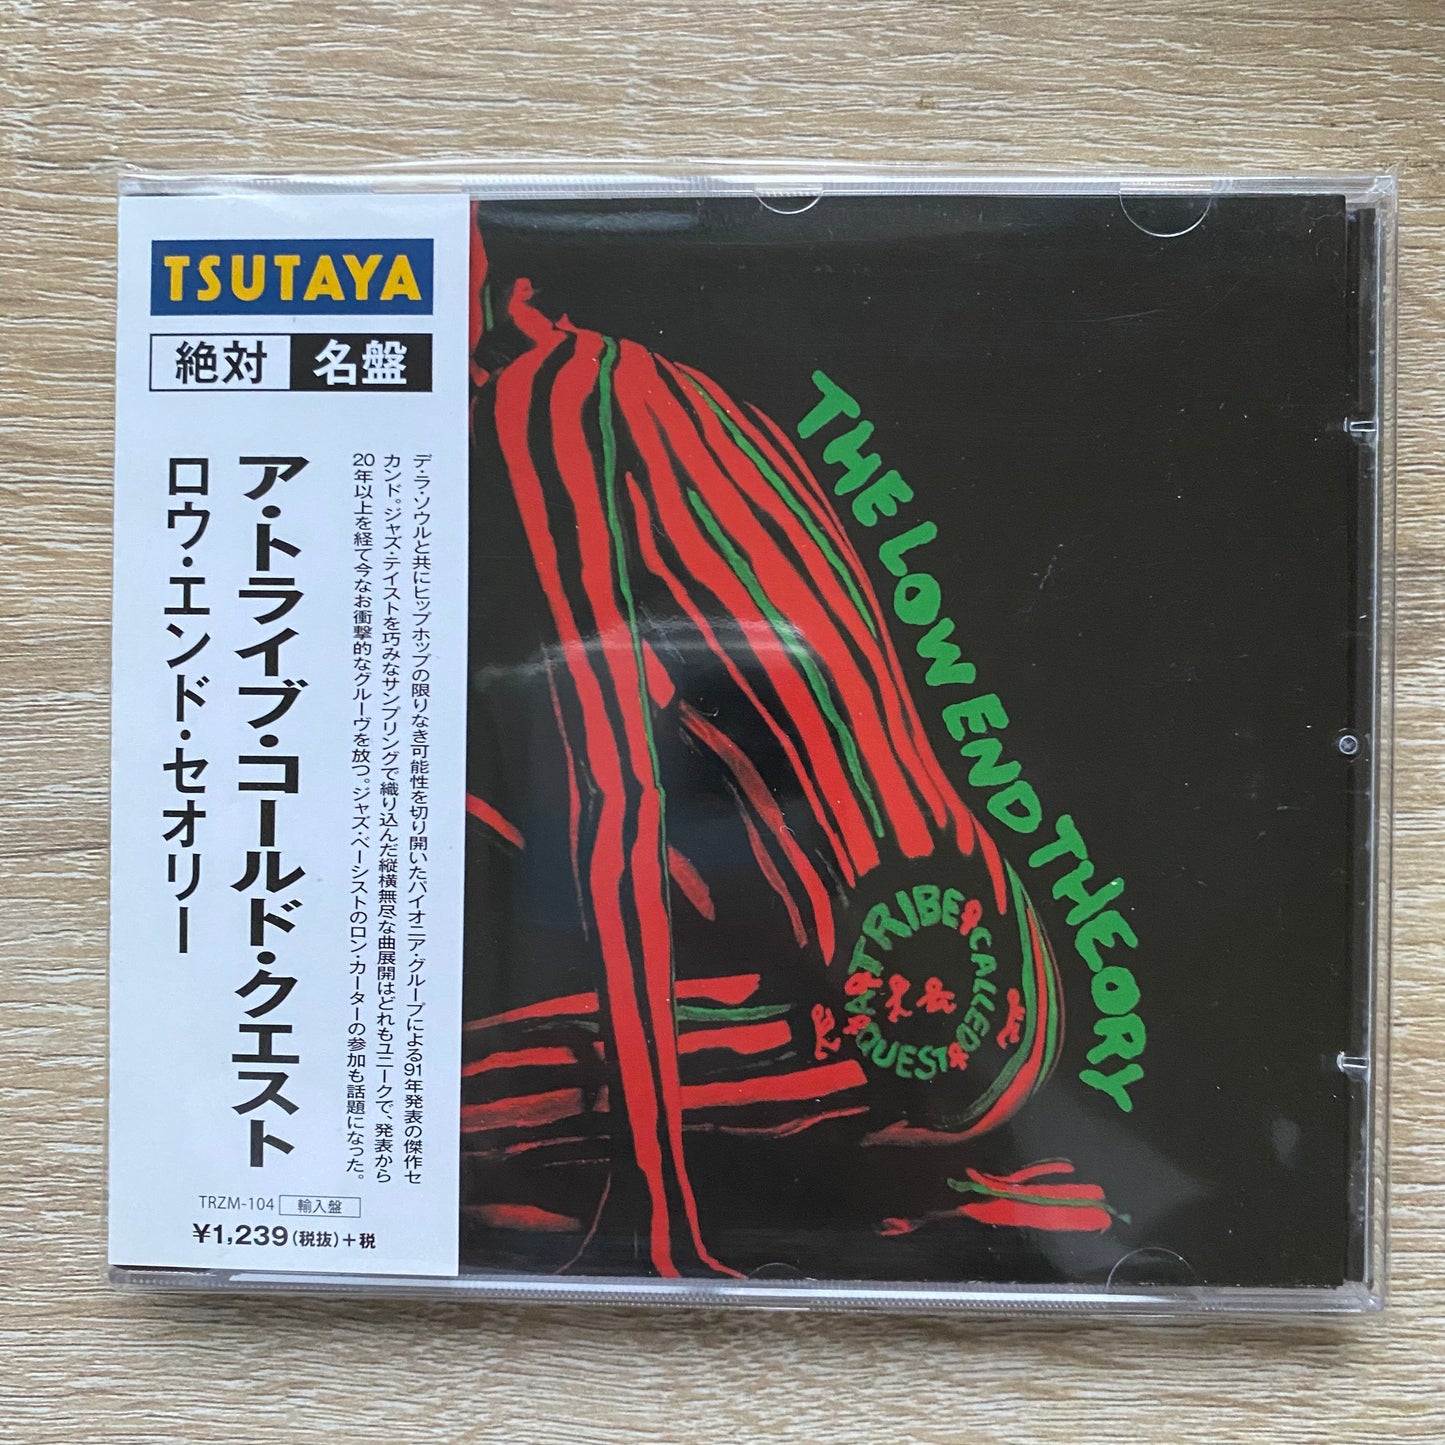 TSUTAYA
絶対 名盤
デ・ラ・ソウルと共にヒップホップの限りなき可能性を切り開いたパイオニア・グループによる91年発表の傑作セ
カンド。ジャズ・テイストを巧みなサンプリングで織り込んだ縦横無尽な曲展開はどれもユニークで、発表から
20年以上を経て今なお衝撃的なグルーヴを放つ。ジャズ・ベーシストのロン・カーターの参加も話題になった。
ア・トライブ・コールド・クエスト
ロウ・エンド・セオリー
TRZM-104 輸入盤
¥1,239(税抜)+税
THE LOW END THEORY
A TRIBE CALLED QUEST